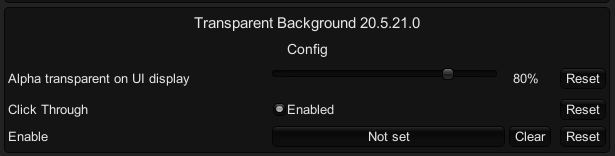 Transparent Background 20.5.21.0
Config
Alpha transparent on UI display 80% Reset
Click Through Enabled Reset
Enable Not set Clear Reset